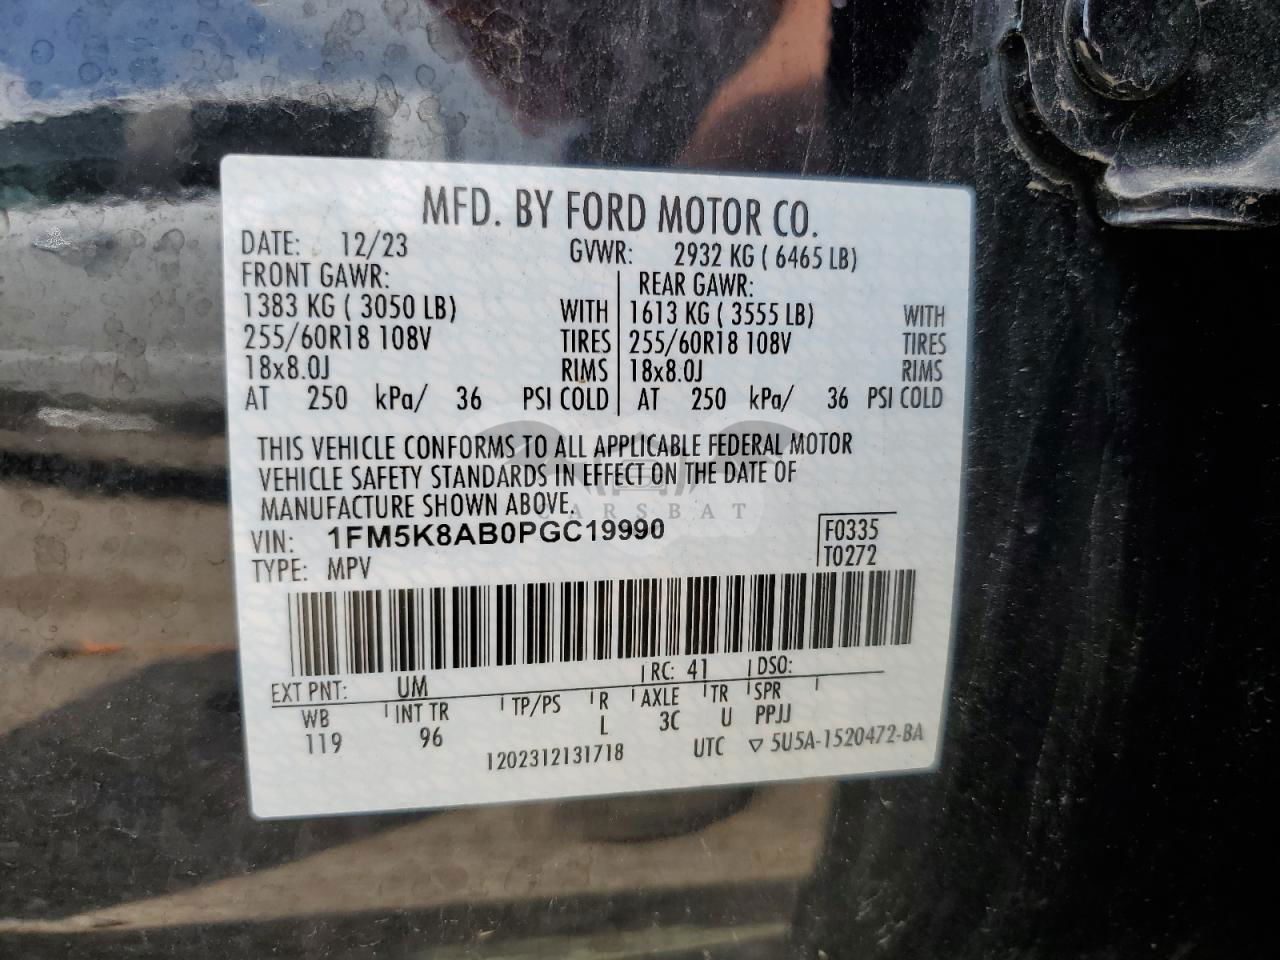 MFD. BY FORD MOTOR CO.
DATE: 12/23 GVWR: 2932 KG ( 6465 LB)
FRONT GAWR: REAR GAWR:
1383 KG ( 3050 LB) WITH 1613 KG ( 3555 LB) WITH
255/60R18 108V TIRES 255/60R18 108V TIRES
18x8.0J RIMS 18x8.0J RIMS
AT 250 kPa/ 36 PSI COLD AT 250 kPa/ 36 PSI COLD
THIS VEHICLE CONFORMS TO ALL APPLICABLE FEDERAL MOTOR
VEHICLE SAFETY STANDARDS IN EFFECT ON THE DATE OF
MANUFACTURE SHOWN ABOVE.
CARSBAT
VIN: 1FM5K8AB0PGC19990 F0335
TYPE: MPV T0272
RC: 41 DSO:
EXT PNT: UM
WB INT TR TP/PS R AXLE TR SPR
119 96 L 3C U PPJJ
1202312131718 UTC ▽ 5U5A-1520472-BA